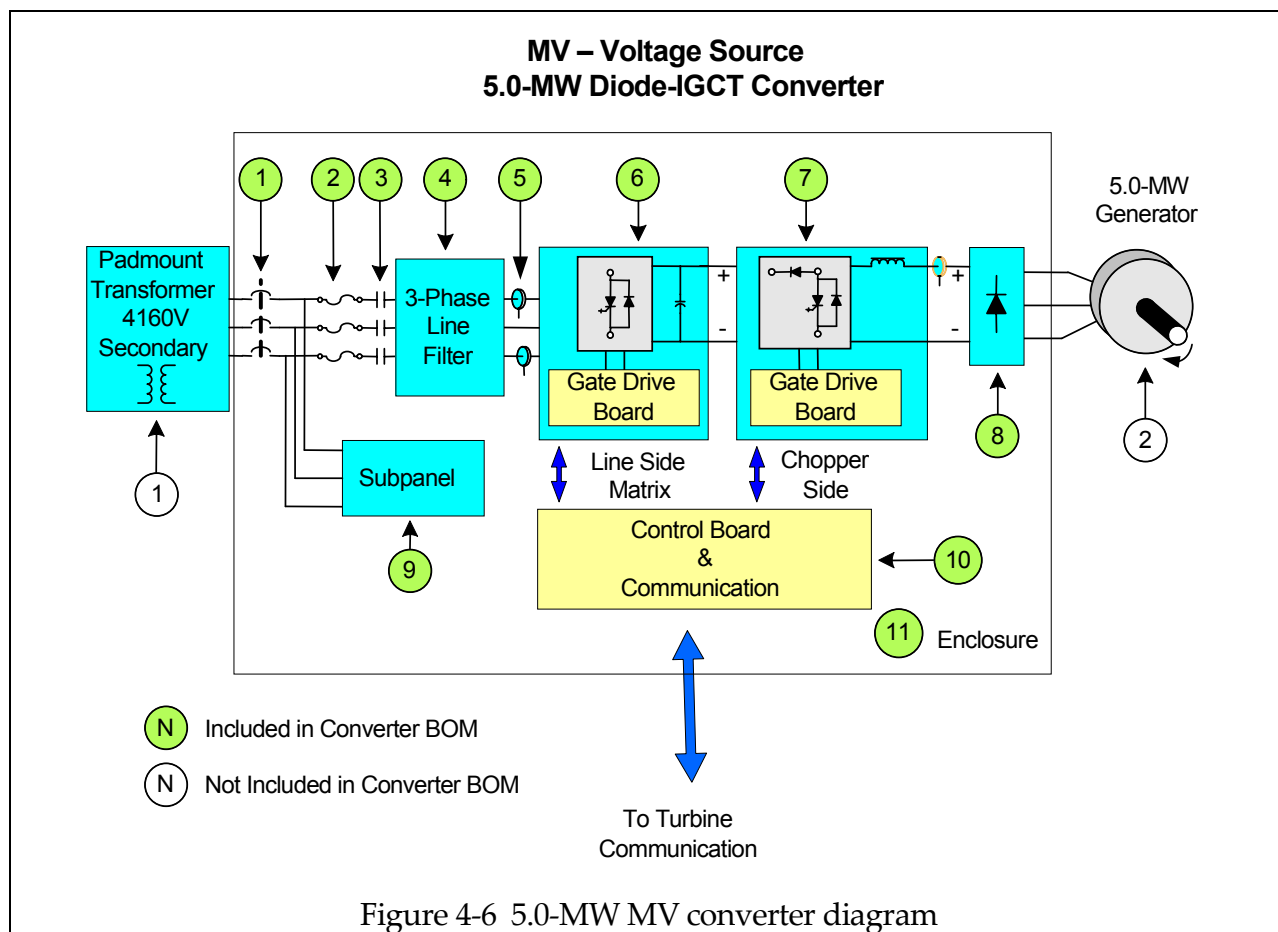 MV – Voltage Source
5.0-MW Diode-IGCT Converter
1
2
3
4
5
6
7
5.0-MW
Generator
Padmount
Transformer
4160V
Secondary
3-Phase
Line
Filter
+
-
+
-
Gate Drive
Board
Gate Drive
Board
8
2
1
Subpanel
Line Side
Matrix
Chopper
Side
9
Control Board
&
Communication
10
11
Enclosure
N
Included in Converter BOM
N
Not Included in Converter BOM
To Turbine
Communication
Figure 4-6 5.0-MW MV converter diagram